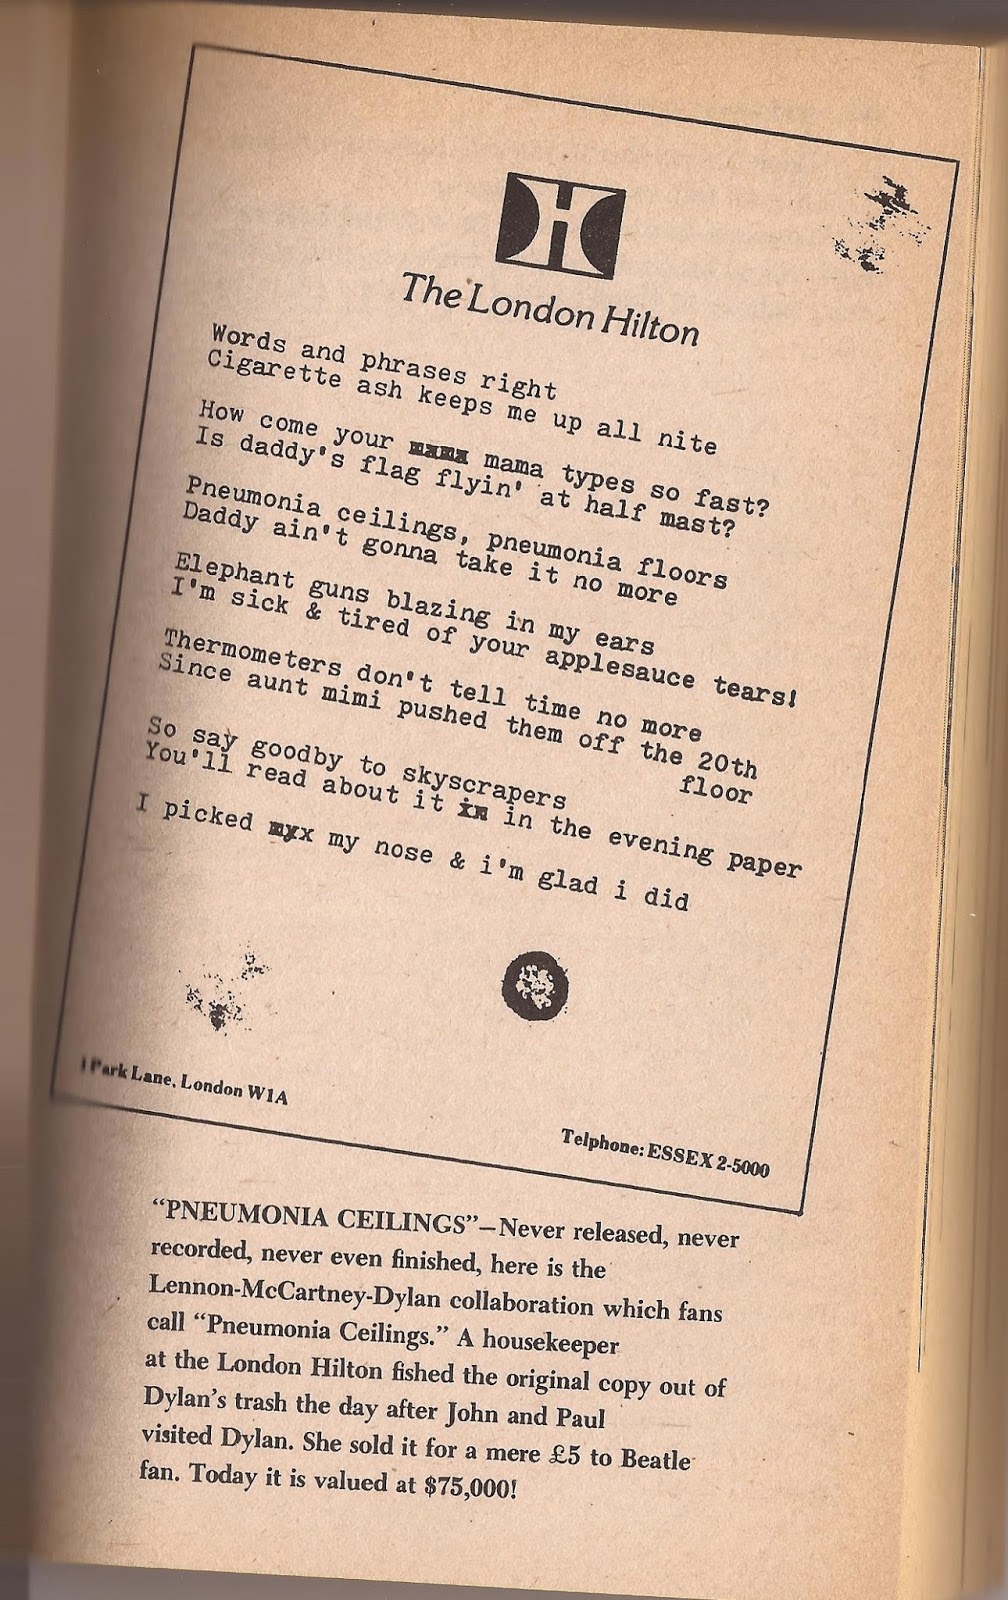 H
The London Hilton
Words and phrases right
Cigarette ash keeps me up all nite
How come your mama mama types so fast?
Is daddy's flag flyin' at half mast?
Pneumonia ceilings, pneumonia floors
Daddy ain't gonna take it no more
Elephant guns blazing in my ears
I'm sick & tired of your applesauce tears!
Thermometers don't tell time no more
Since aunt mimi pushed them off the 20th
floor
So say goodby to skyscrapers
You'll read about it in in the evening paper
I picked my nose & i'm glad i did
1 Park Lane, London W1A
Telphone: ESSEX 2-5000
"PNEUMONIA CEILINGS"—Never released, never
recorded, never even finished, here is the
Lennon-McCartney-Dylan collaboration which fans
call "Pneumonia Ceilings." A housekeeper
at the London Hilton fished the original copy out of
Dylan's trash the day after John and Paul
visited Dylan. She sold it for a mere £5 to Beatle
fan. Today it is valued at $75,000!